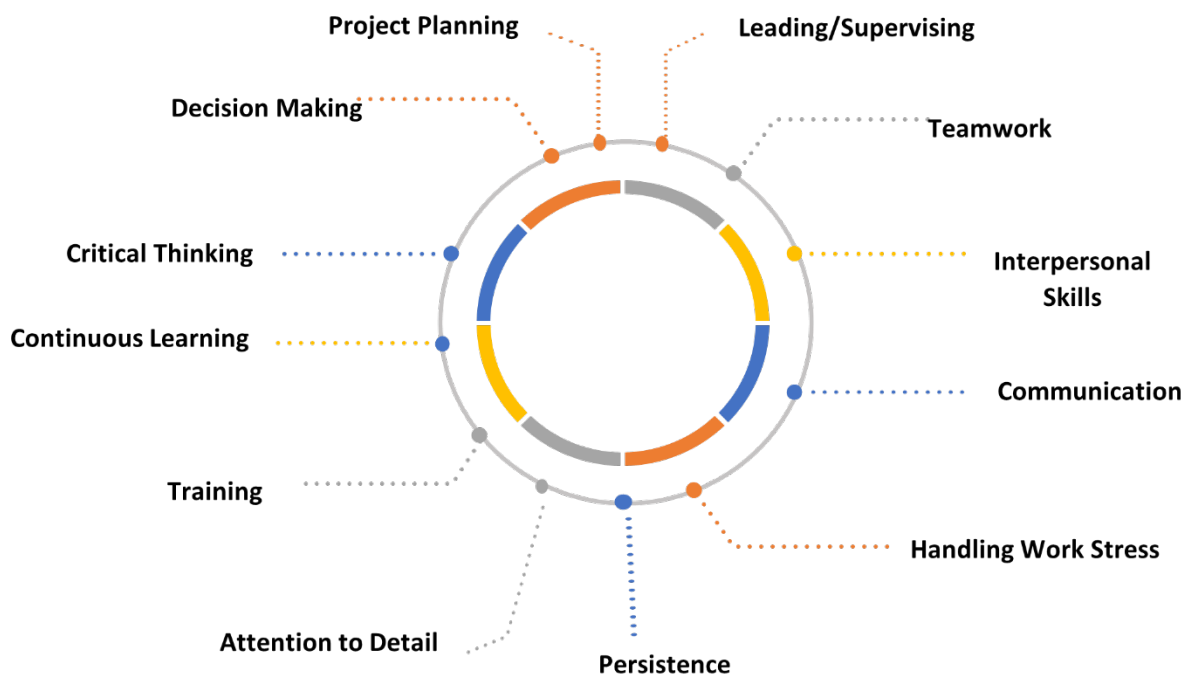 Project Planning
Leading/Supervising
Decision Making
Teamwork
Critical Thinking
Interpersonal
Skills
Continuous Learning
Communication
Training
Handling Work Stress
Attention to Detail
Persistence